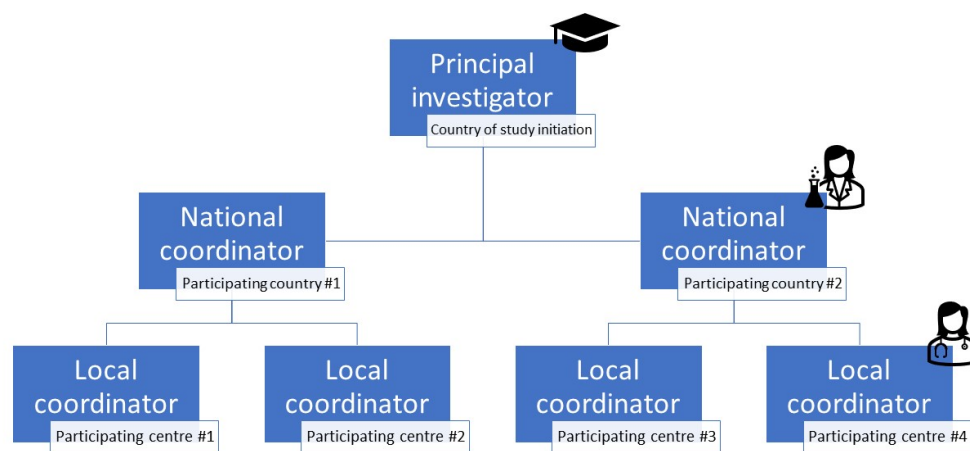 Principal
investigator
Country of study initiation
National
coordinator
Participating country #1
National
coordinator
Participating country #2
Local
coordinator
Participating centre #1
Local
coordinator
Participating centre #2
Local
coordinator
Participating centre #3
Local
coordinator
Participating centre #4